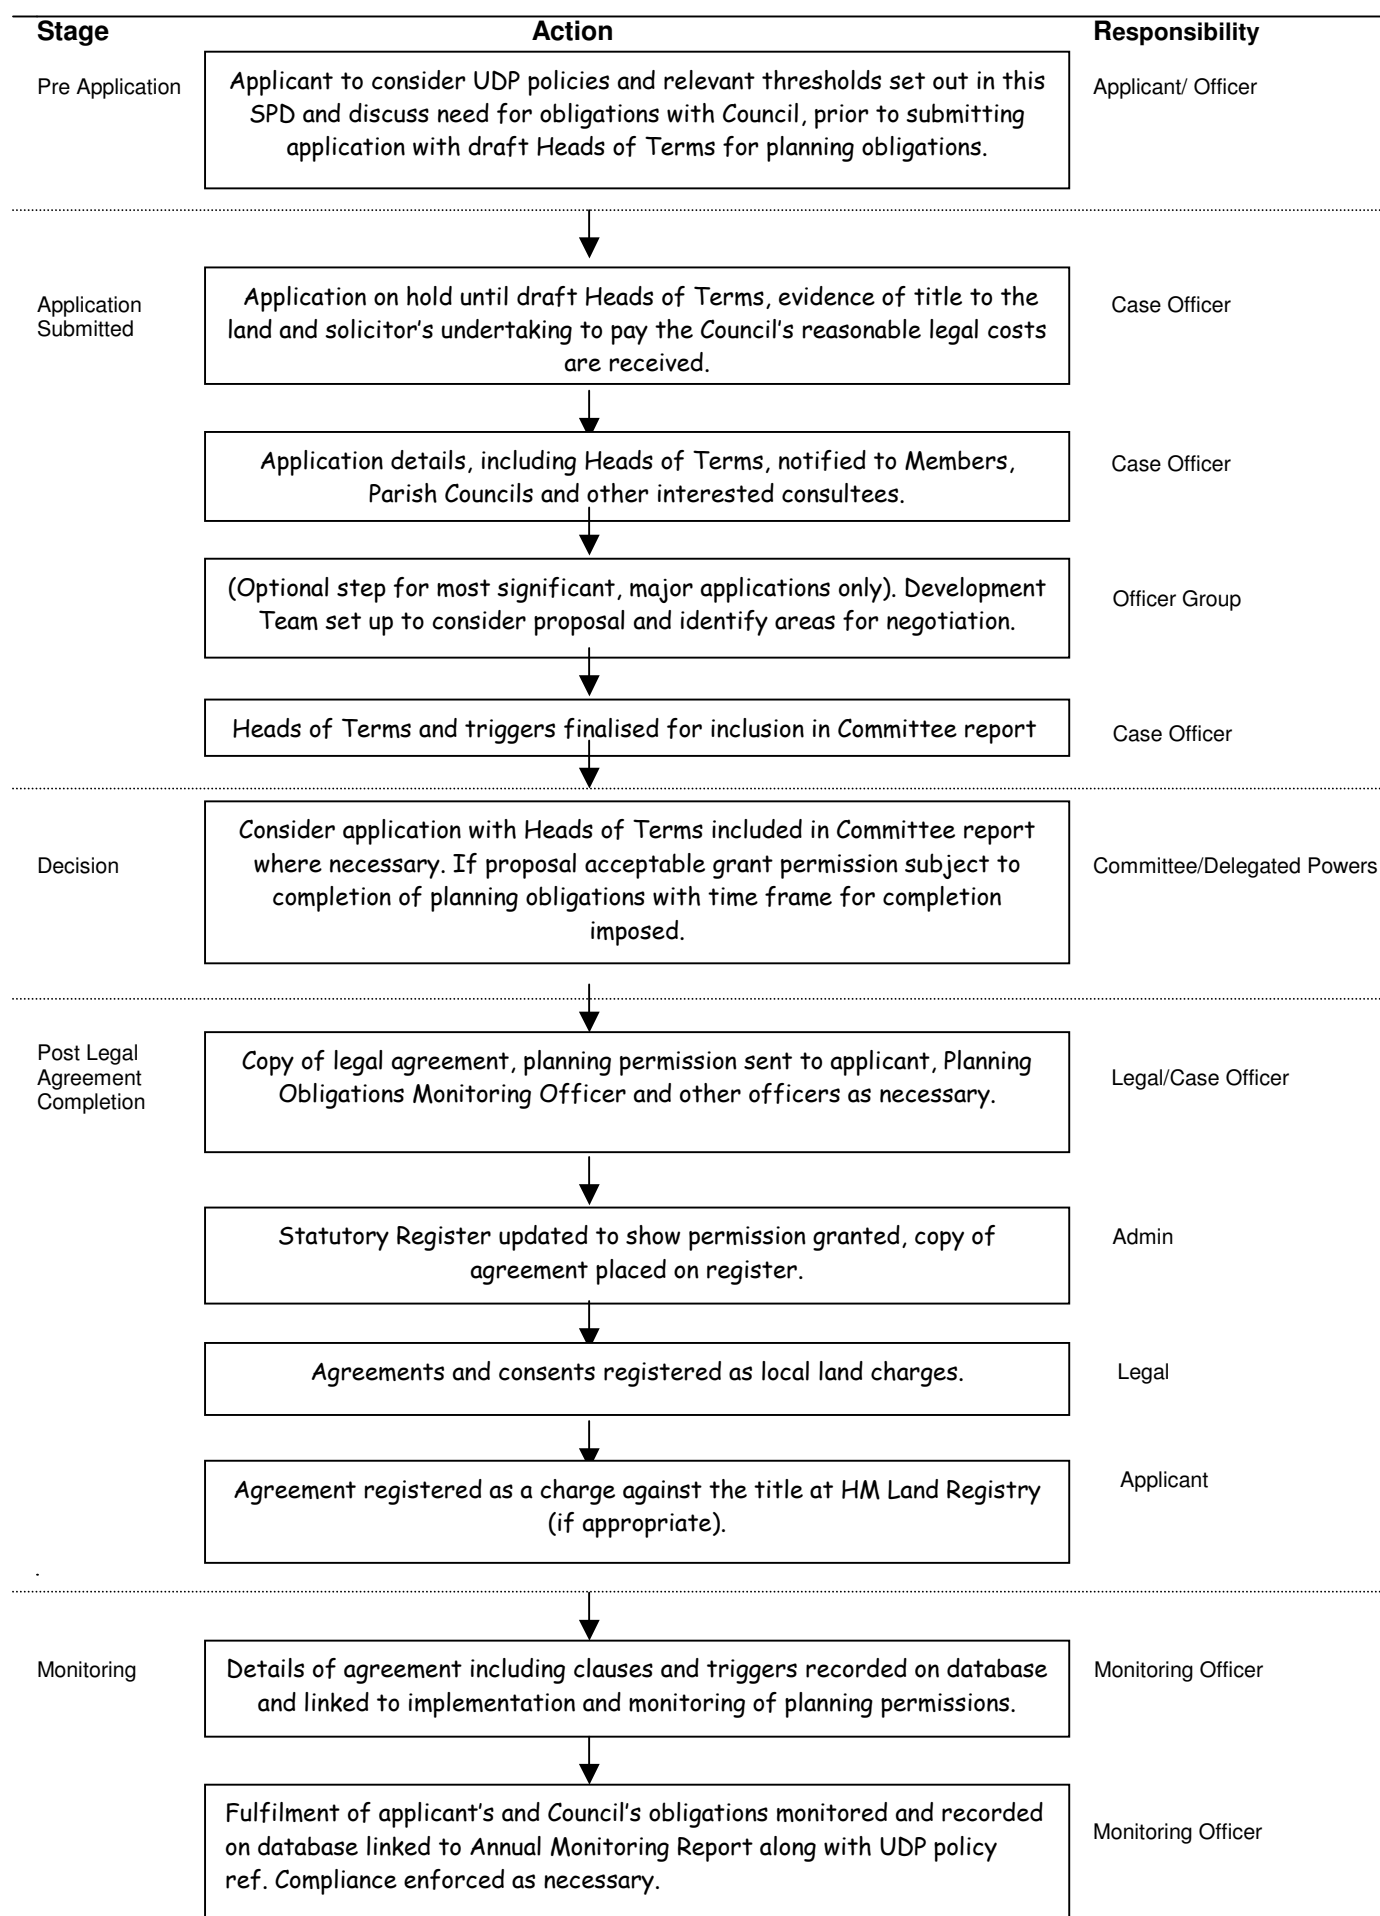 Stage Action Responsibility
Pre Application
Applicant to consider UDP policies and relevant thresholds set out in this
SPD and discuss need for obligations with Council, prior to submitting
application with draft Heads of Terms for planning obligations.
Applicant/ Officer
Application
Submitted
Application on hold until draft Heads of Terms, evidence of title to the
land and solicitor’s undertaking to pay the Council’s reasonable legal costs
are received.
Case Officer
Application details, including Heads of Terms, notified to Members,
Parish Councils and other interested consultees.
Case Officer
(Optional step for most significant, major applications only). Development
Team set up to consider proposal and identify areas for negotiation.
Officer Group
Heads of Terms and triggers finalised for inclusion in Committee report
Case Officer
Decision
Consider application with Heads of Terms included in Committee report
where necessary. If proposal acceptable grant permission subject to
completion of planning obligations with time frame for completion
imposed.
Committee/Delegated Powers
Post Legal
Agreement
Completion
Copy of legal agreement, planning permission sent to applicant, Planning
Obligations Monitoring Officer and other officers as necessary.
Legal/Case Officer
Statutory Register updated to show permission granted, copy of
agreement placed on register.
Admin
Agreements and consents registered as local land charges.
Legal
Agreement registered as a charge against the title at HM Land Registry
(if appropriate).
Applicant
.
Monitoring
Details of agreement including clauses and triggers recorded on database
and linked to implementation and monitoring of planning permissions.
Monitoring Officer
Fulfilment of applicant’s and Council’s obligations monitored and recorded
on database linked to Annual Monitoring Report along with UDP policy
ref. Compliance enforced as necessary.
Monitoring Officer